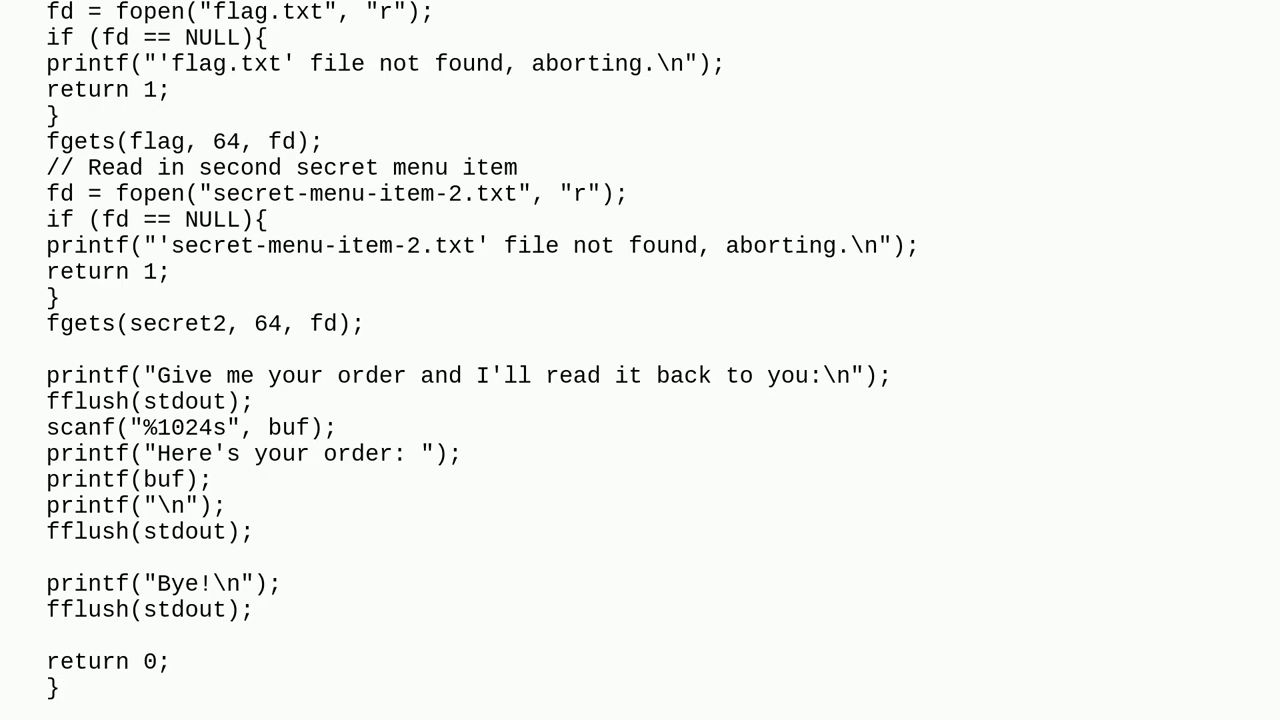 fd = fopen("flag.txt", "r");
if (fd == NULL){
printf("'flag.txt' file not found, aborting.\n");
return 1;
}
fgets(flag, 64, fd);
// Read in second secret menu item
fd = fopen("secret-menu-item-2.txt", "r");
if (fd == NULL){
printf("'secret-menu-item-2.txt' file not found, aborting.\n");
return 1;
}
fgets(secret2, 64, fd);
printf("Give me your order and I'll read it back to you:\n");
fflush(stdout);
scanf("%1024s", buf);
printf("Here's your order: ");
printf(buf);
printf("\n");
fflush(stdout);
printf("Bye!\n");
fflush(stdout);
return 0;
}